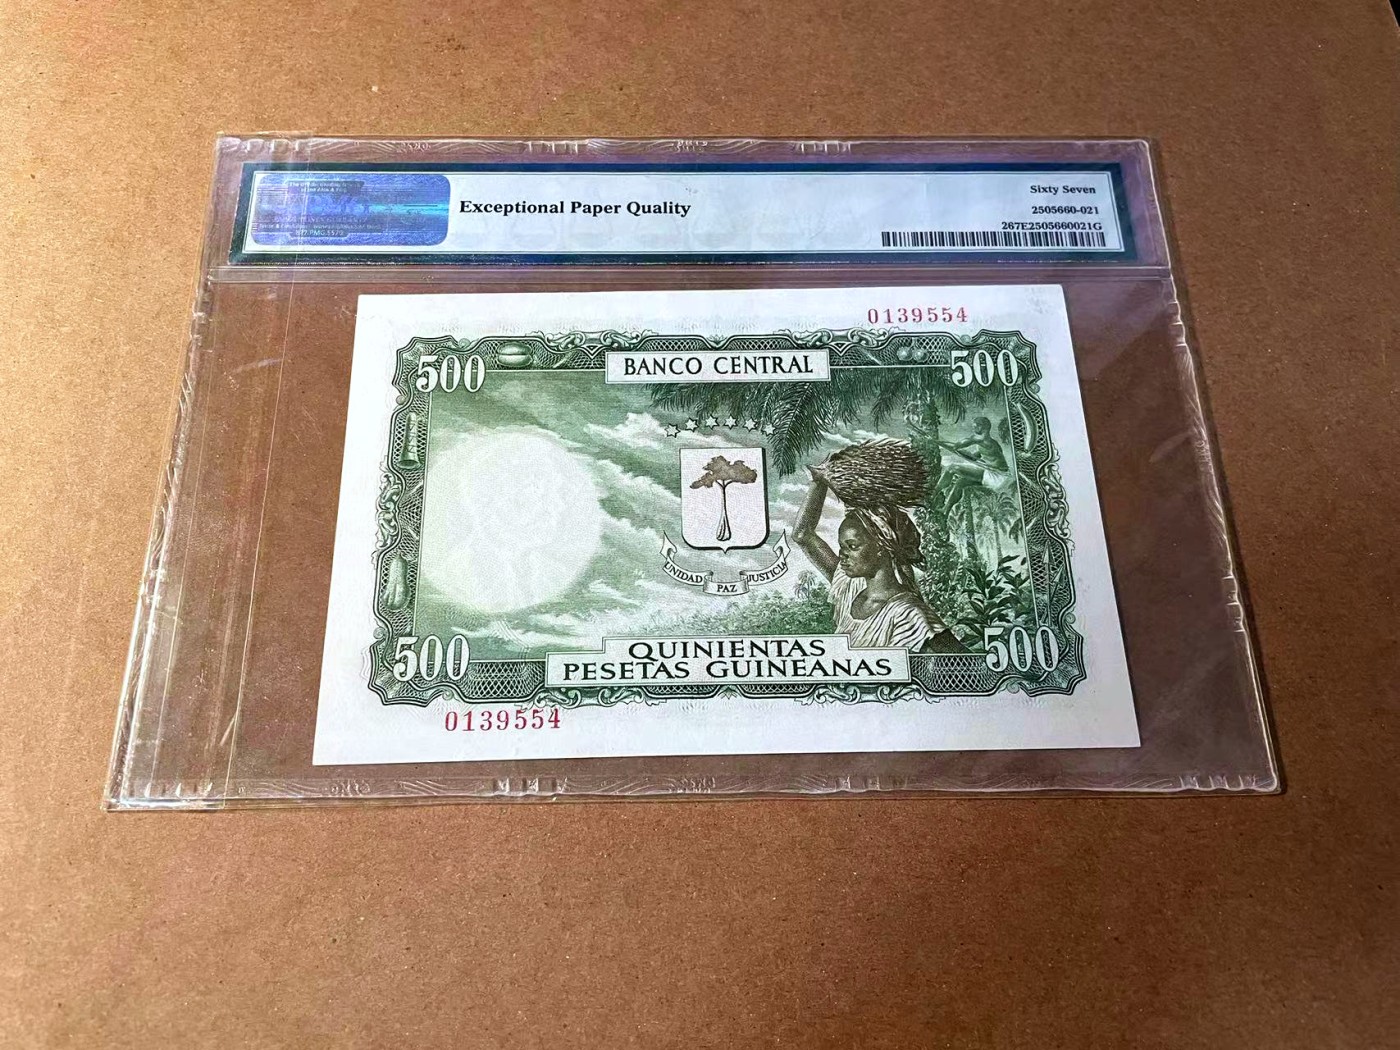 Exceptional Paper Quality
Sixty Seven
2505660-021
267E2505660021G
0139554
500
BANCO CENTRAL
500
UNIDAD PAZ JUSTICIA
500
QUINIENTAS
PESETAS GUINEANAS
500
0139554